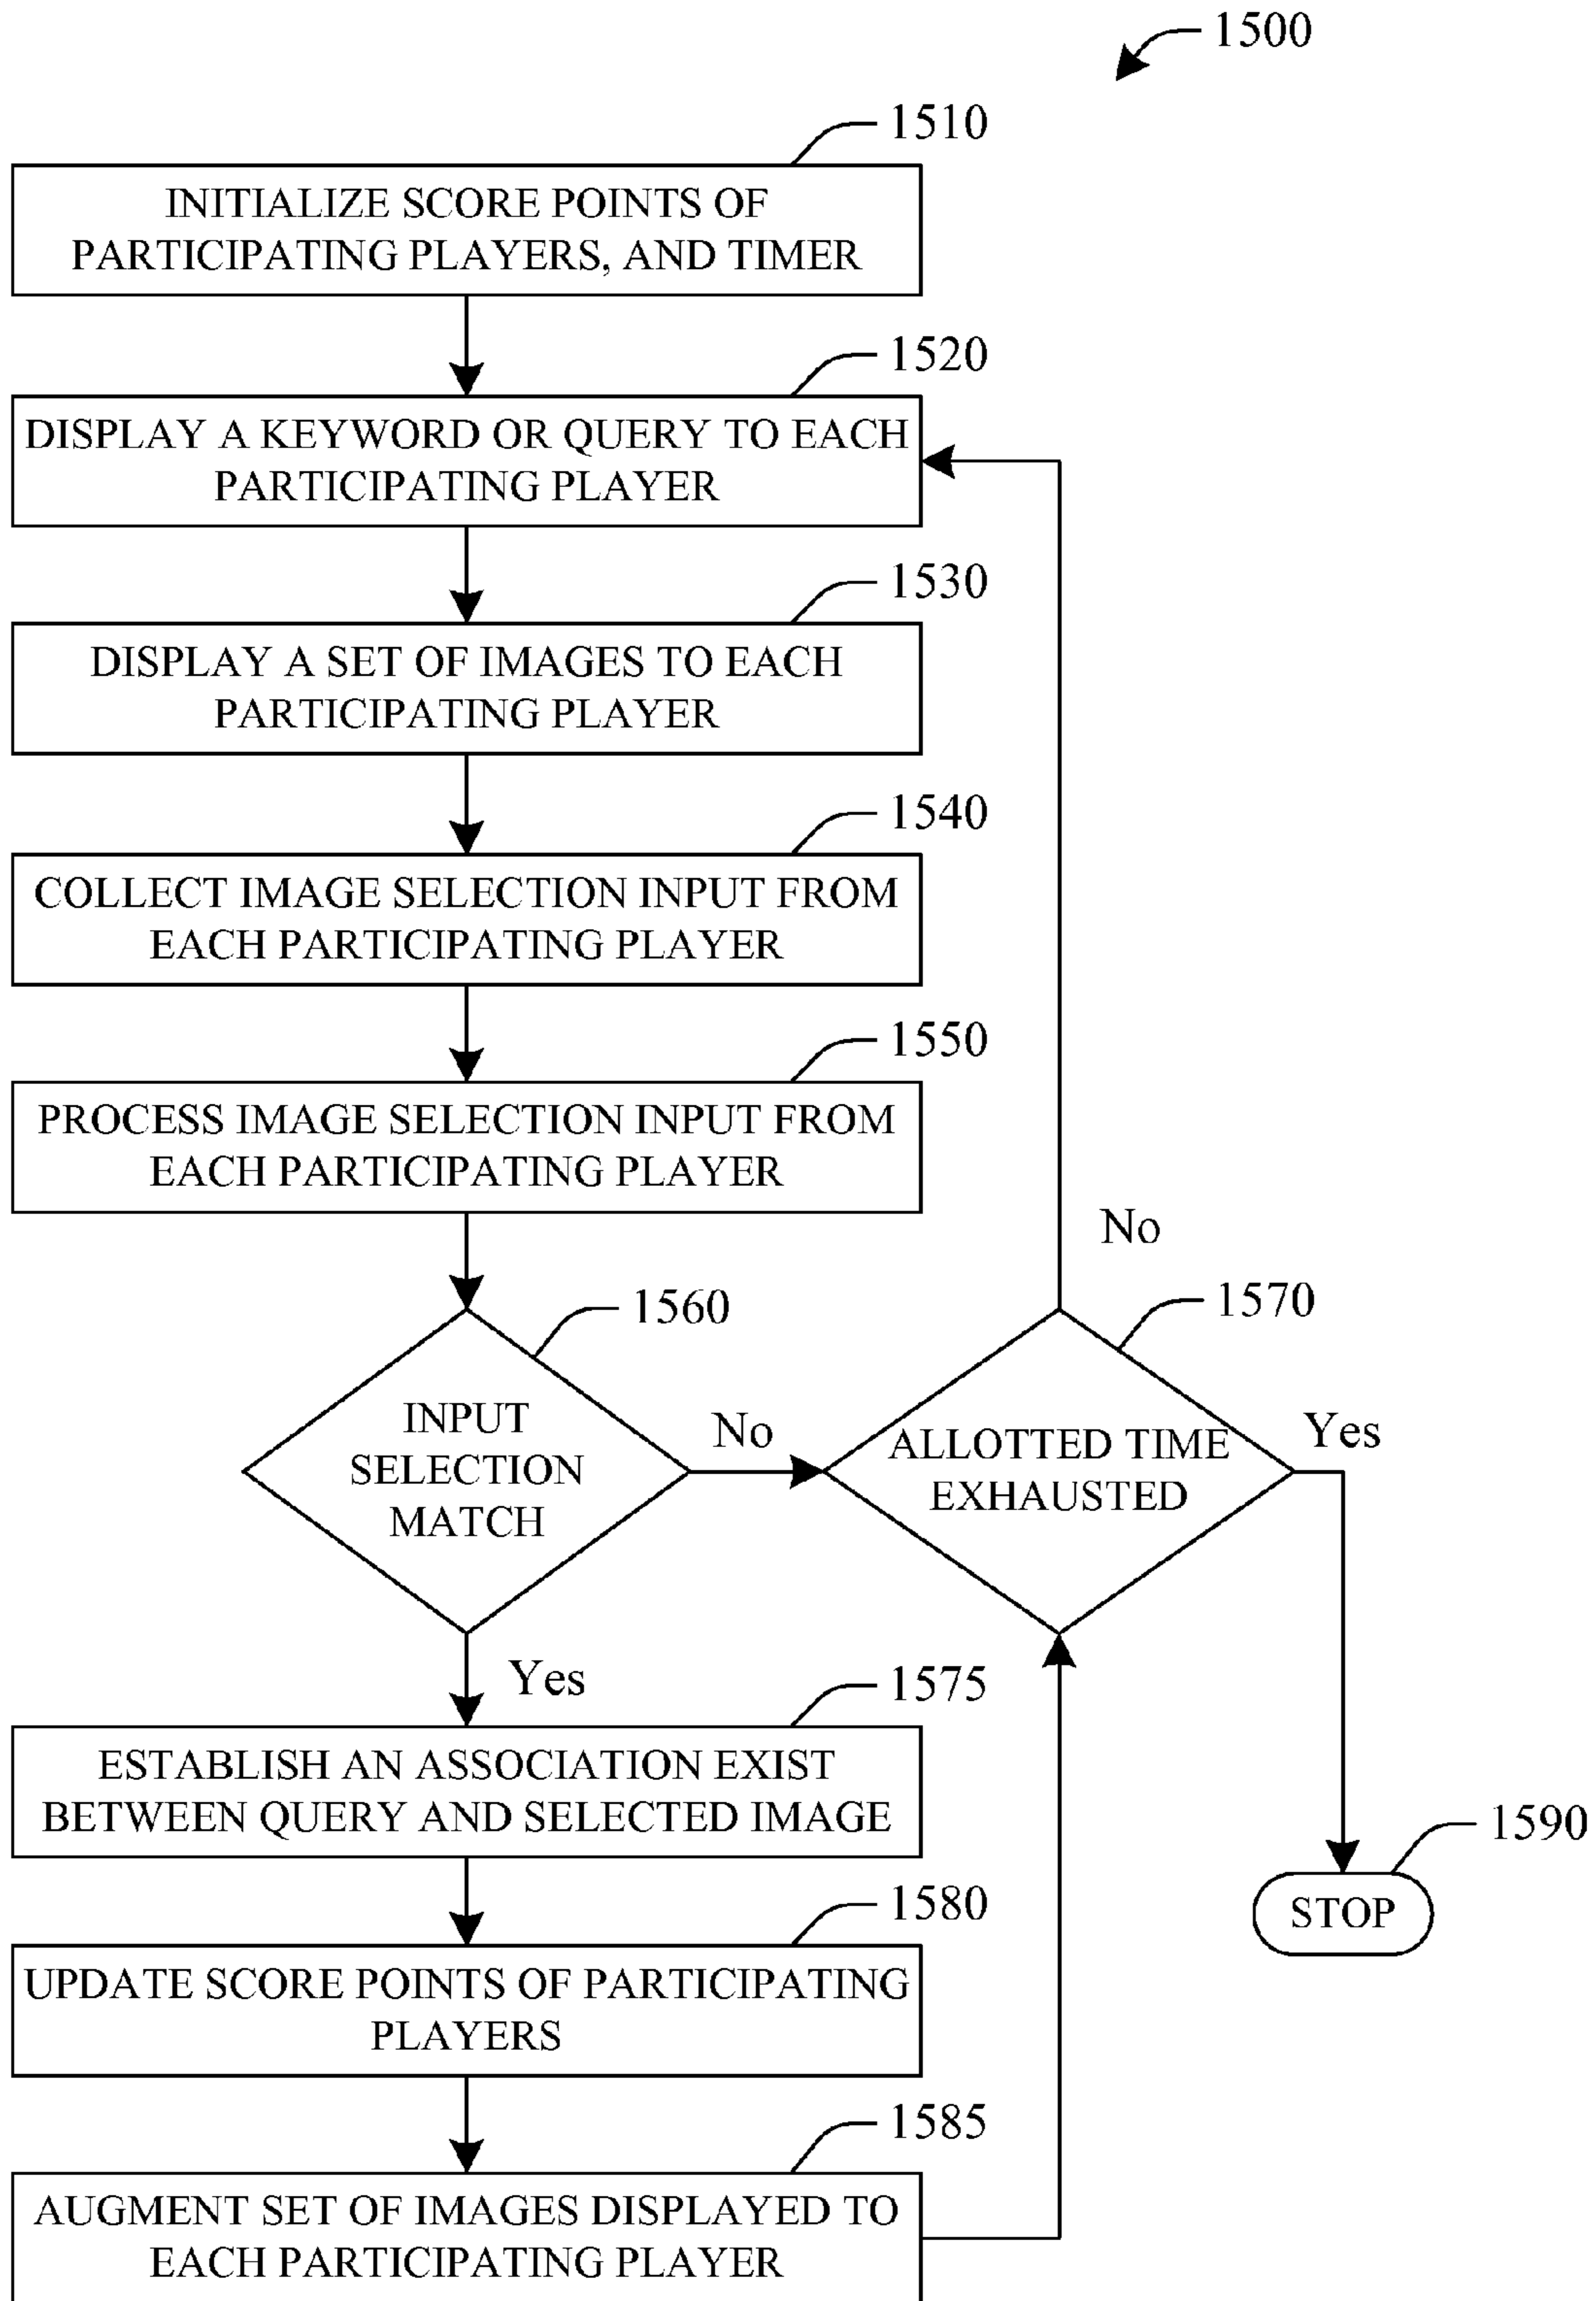 1500
1510
INITIALIZE SCORE POINTS OF
PARTICIPATING PLAYERS, AND TIMER
1520
DISPLAY A KEYWORD OR QUERY TO EACH
PARTICIPATING PLAYER
1530
DISPLAY A SET OF IMAGES TO EACH
PARTICIPATING PLAYER
1540
COLLECT IMAGE SELECTION INPUT FROM
EACH PARTICIPATING PLAYER
1550
PROCESS IMAGE SELECTION INPUT FROM
EACH PARTICIPATING PLAYER
No
1560
1570
INPUT
SELECTION
MATCH
No
ALLOTTED TIME
EXHAUSTED
Yes
Yes
1575
ESTABLISH AN ASSOCIATION EXIST
BETWEEN QUERY AND SELECTED IMAGE
1590
STOP
1580
UPDATE SCORE POINTS OF PARTICIPATING
PLAYERS
1585
AUGMENT SET OF IMAGES DISPLAYED TO
EACH PARTICIPATING PLAYER